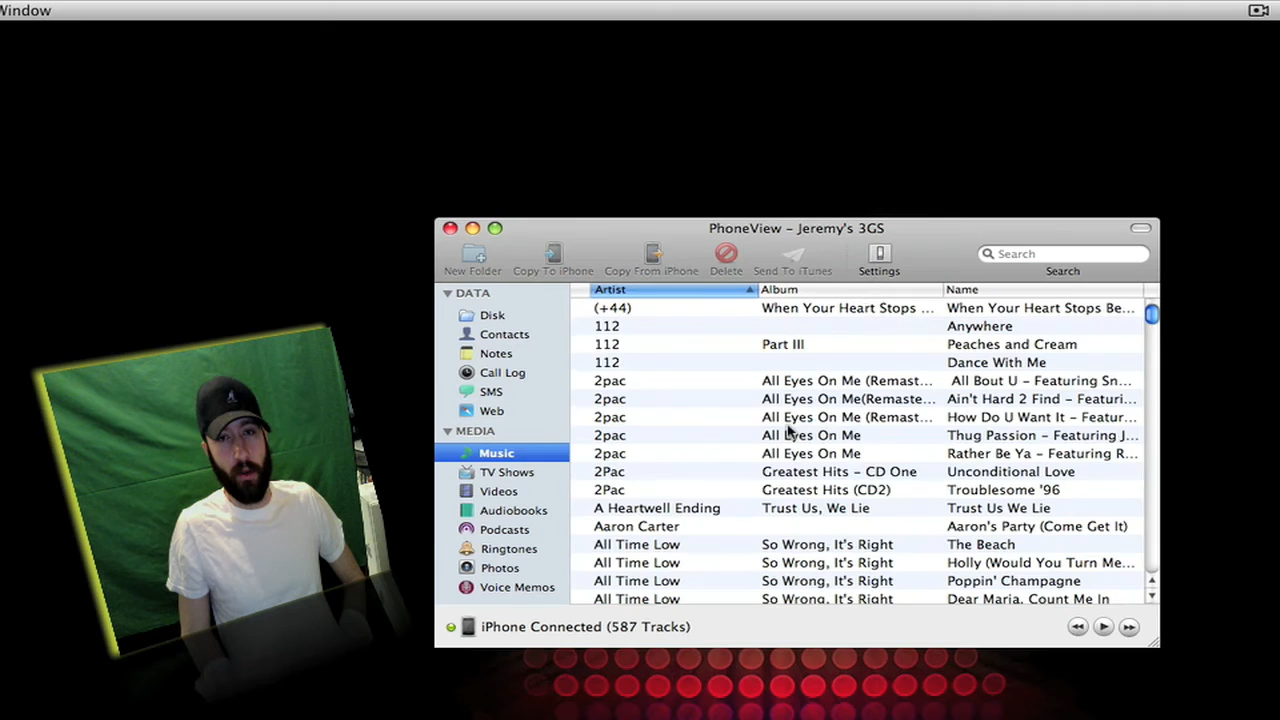 Window
PhoneView – Jeremy's 3GS
New Folder Copy To iPhone Copy From iPhone Delete Send To iTunes Settings Search
Search
DATA
Disk
Contacts
Notes
Call Log
SMS
Web
MEDIA
Music
TV Shows
Videos
Audiobooks
Podcasts
Ringtones
Photos
Voice Memos
Artist Album Name
(+44) When Your Heart Stops ... When Your Heart Stops Be...
112 Anywhere
112 Part III Peaches and Cream
112 Dance With Me
2pac All Eyes On Me (Remast... All Bout U – Featuring Sn...
2pac All Eyes On Me(Remaste... Ain't Hard 2 Find – Featuri...
2pac All Eyes On Me (Remast... How Do U Want It – Featur...
2pac All Eyes On Me Thug Passion – Featuring J...
2pac All Eyes On Me Rather Be Ya – Featuring R...
2Pac Greatest Hits – CD One Unconditional Love
2Pac Greatest Hits (CD2) Troublesome '96
A Heartwell Ending Trust Us, We Lie Trust Us We Lie
Aaron Carter Aaron's Party (Come Get It)
All Time Low So Wrong, It's Right The Beach
All Time Low So Wrong, It's Right Holly (Would You Turn Me...
All Time Low So Wrong, It's Right Poppin' Champagne
All Time Low So Wrong, It's Right Dear Maria, Count Me In
iPhone Connected (587 Tracks)